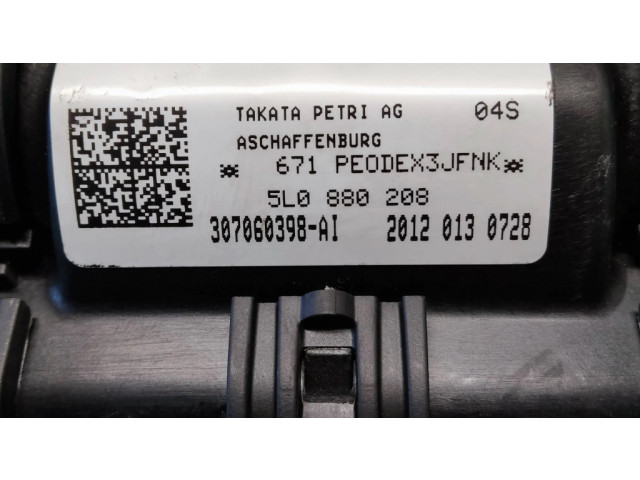 TAKATA PETRI AG 04S
ASCHAFFENBURG
* 671 PEODEX3JFNK*
5L0 880 208
307060398-AI 2012 013 0728